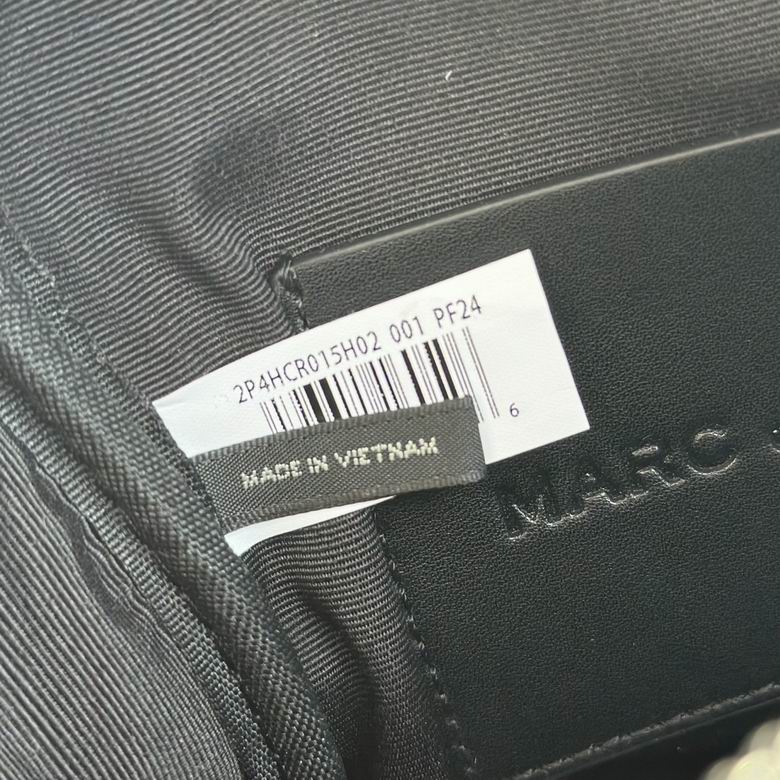 2P4HCR015H02 001 PF24
6
MADE IN VIETNAM
MARC